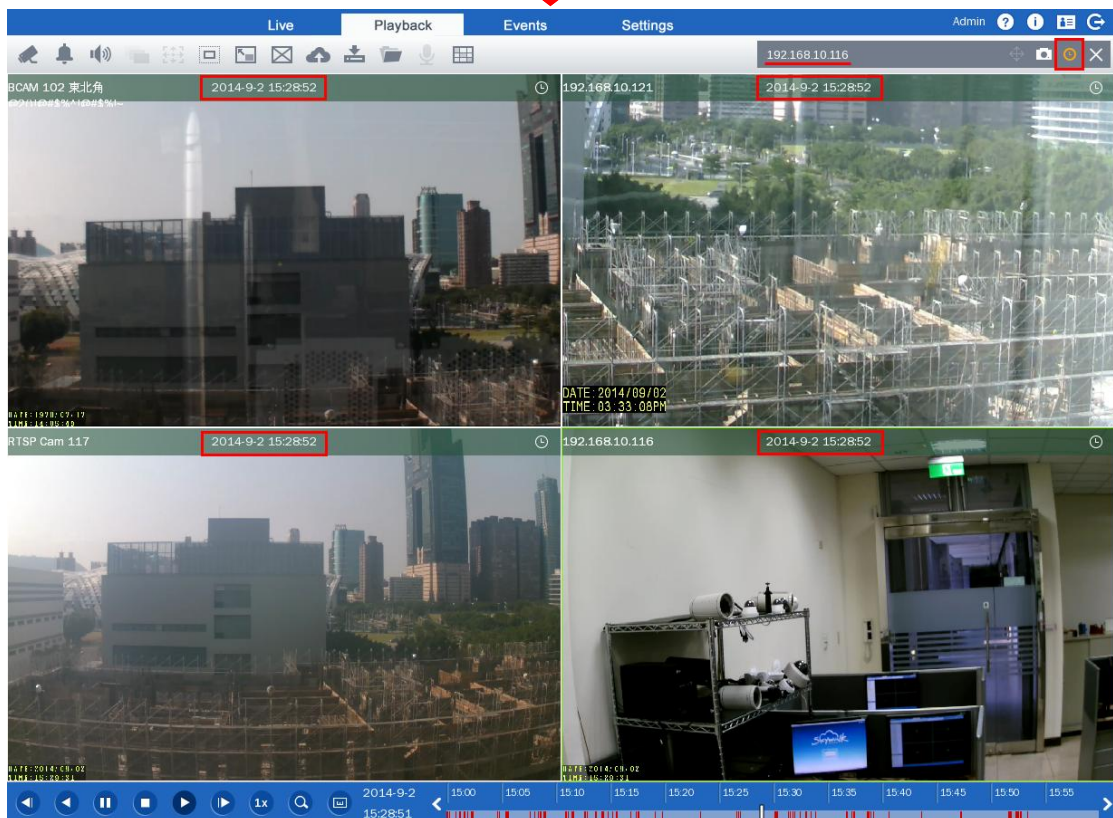 Live Playback Events Settings Admin
192.168.10.116
BCAM 102 東北角 2014-9-2 15:28:52
192.168.10.121 2014-9-2 15:28:52
DATE:2014/09/02
TIME:03:33:08PM
RTSP Cam 117 2014-9-2 15:28:52
192.168.10.116 2014-9-2 15:28:52
1x
2014-9-2
15:28:51
15:00 15:05 15:10 15:15 15:20 15:25 15:30 15:35 15:40 15:45 15:50 15:55